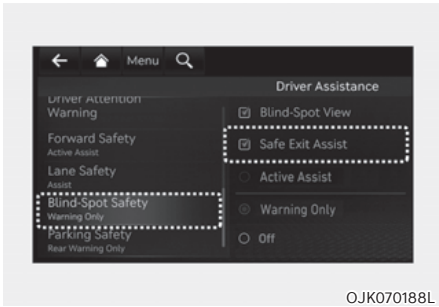 Menu
Driver Assistance
Driver Attention
Warning
Forward Safety
Active Assist
Lane Safety
Assist
Blind-Spot Safety
Warning Only
Parking Safety
Rear Warning Only
Blind-Spot View
Safe Exit Assist
Active Assist
Warning Only
Off
OJK070188L